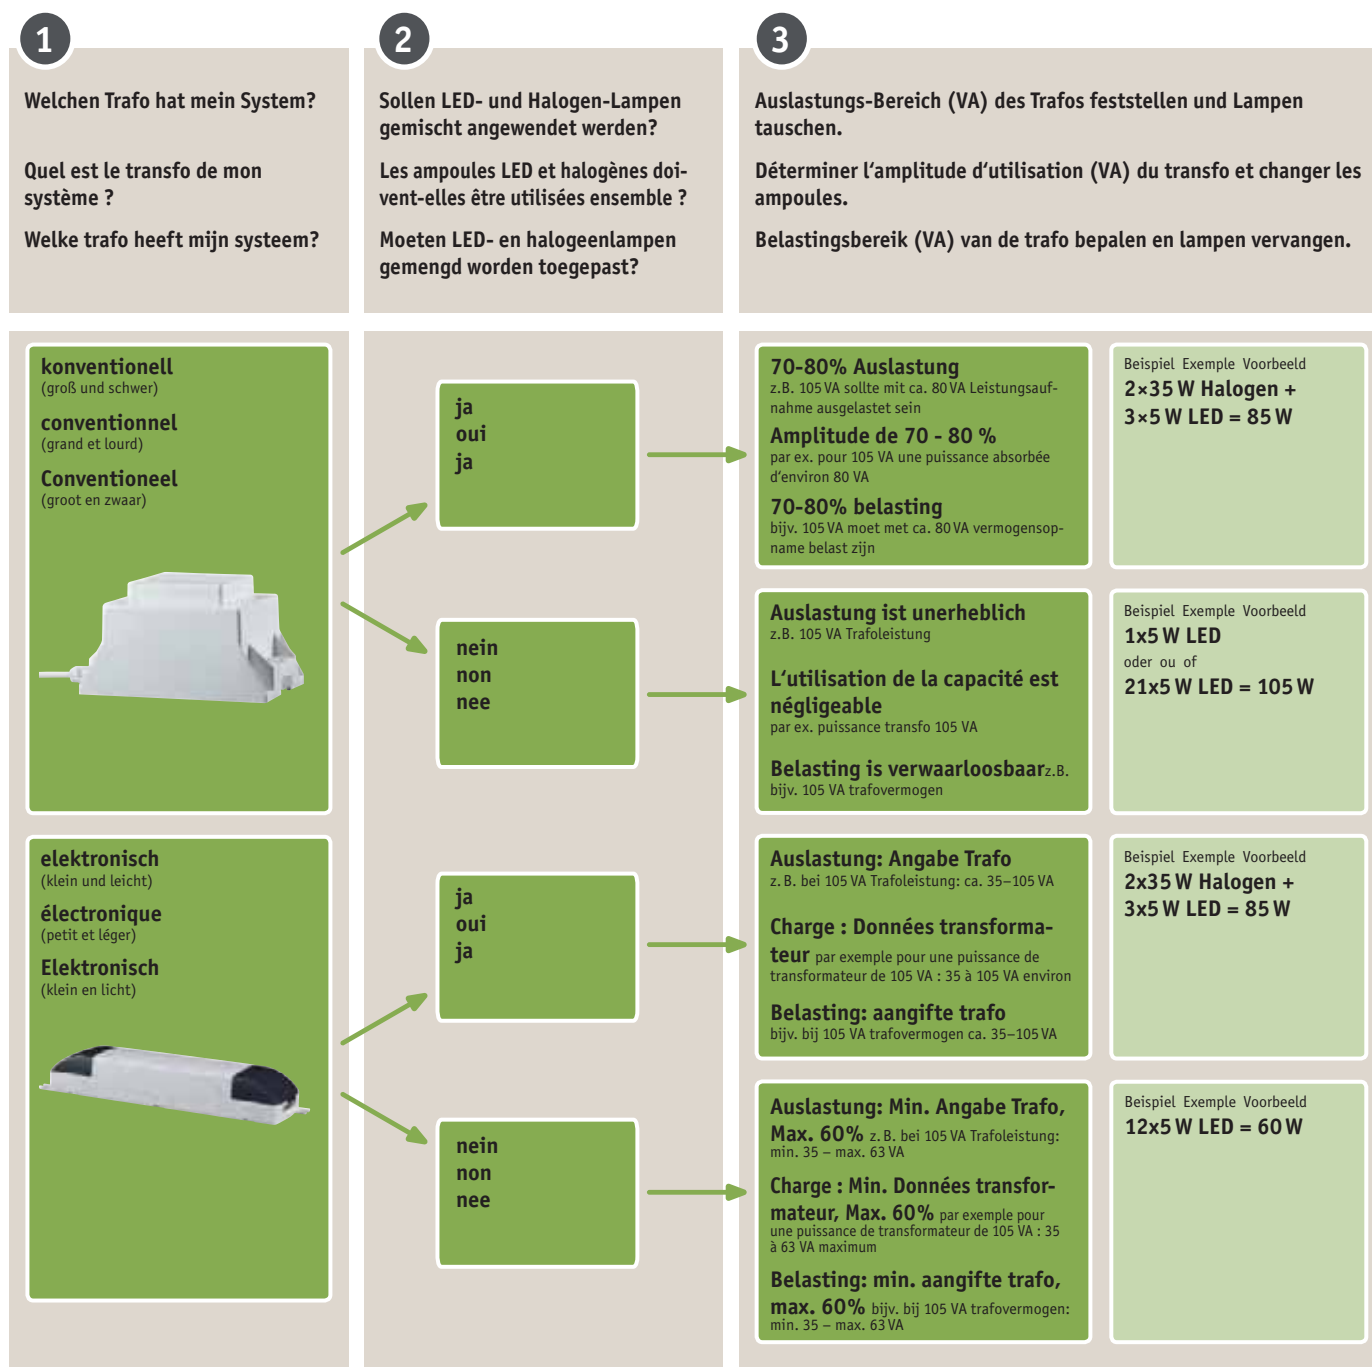 1
Welchen Trafo hat mein System?
Quel est le transfo de mon
système ?
Welke trafo heeft mijn systeem?
2
Sollen LED- und Halogen-Lampen
gemischt angewendet werden?
Les ampoules LED et halogènes doi-
vent-elles être utilisées ensemble ?
Moeten LED- en halogeenlampen
gemengd worden toegepast?
3
Auslastungs-Bereich (VA) des Trafos feststellen und Lampen
tauschen.
Déterminer l‘amplitude d‘utilisation (VA) du transfo et changer les
ampoules.
Belastingsbereik (VA) van de trafo bepalen en lampen vervangen.
konventionell
(groß und schwer)
conventionnel
(grand et lourd)
Conventioneel
(groot en zwaar)
ja
oui
ja
70-80% Auslastung
z.B. 105 VA sollte mit ca. 80 VA Leistungsauf-
nahme ausgelastet sein
Amplitude de 70 - 80 %
par ex. pour 105 VA une puissance absorbée
d‘environ 80 VA
70-80% belasting
bijv. 105 VA moet met ca. 80 VA vermogensop-
name belast zijn
Beispiel Exemple Voorbeeld
2×35 W Halogen +
3×5 W LED = 85 W
nein
non
nee
Auslastung ist unerheblich
z.B. 105 VA Trafoleistung
L‘utilisation de la capacité est
négligeable
par ex. puissance transfo 105 VA
Belasting is verwaarloosbaarz.B.
bijv. 105 VA trafovermogen
Beispiel Exemple Voorbeeld
1x5 W LED
oder ou of
21x5 W LED = 105 W
elektronisch
(klein und leicht)
électronique
(petit et léger)
Elektronisch
(klein en licht)
ja
oui
ja
Auslastung: Angabe Trafo
z. B. bei 105 VA Trafoleistung: ca. 35–105 VA
Charge : Données transforma-
teur par exemple pour une puissance de
transformateur de 105 VA : 35 à 105 VA environ
Belasting: aangifte trafo
bijv. bij 105 VA trafovermogen ca. 35–105 VA
Beispiel Exemple Voorbeeld
2x35 W Halogen +
3x5 W LED = 85 W
nein
non
nee
Auslastung: Min. Angabe Trafo,
Max. 60% z. B. bei 105 VA Trafoleistung:
min. 35 – max. 63 VA
Charge : Min. Données transfor-
mateur, Max. 60% par exemple pour
une puissance de transformateur de 105 VA : 35
à 63 VA maximum
Belasting: min. aangifte trafo,
max. 60% bijv. bij 105 VA trafovermogen:
min. 35 – max. 63 VA
Beispiel Exemple Voorbeeld
12x5 W LED = 60 W